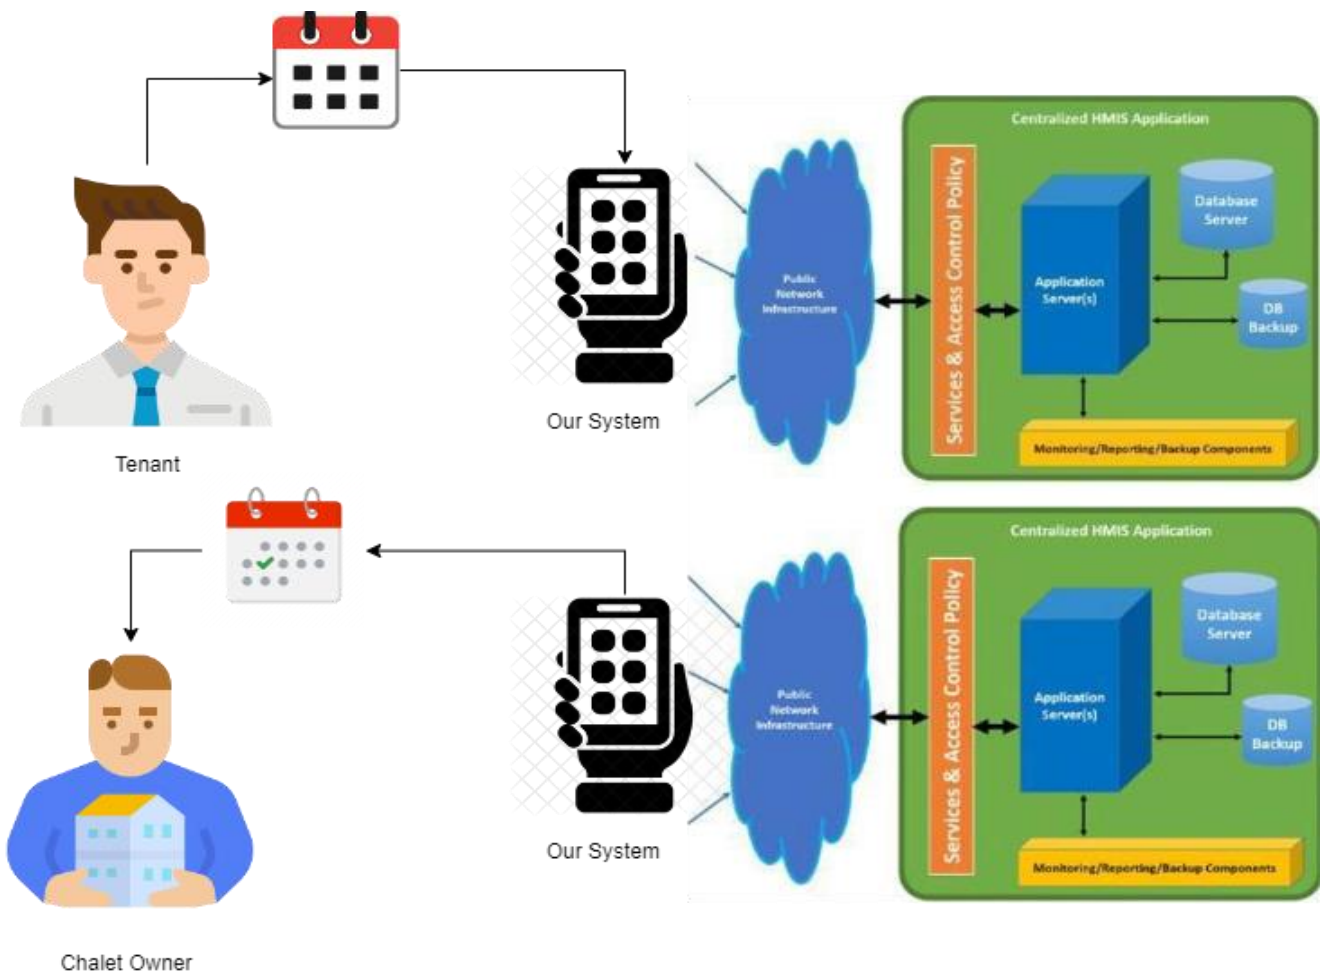 Centralized HMIS Application
Services & Access Control Policy
Database
Server
Public
Network
Infrastructure
Application
Server(s)
DB
Backup
Our System
Monitoring/Reporting/Backup Components
Tenant
Centralized HMIS Application
Services & Access Control Policy
Database
Server
Public
Network
Infrastructure
Application
Server(s)
DB
Backup
Our System
Monitoring/Reporting/Backup Components
Chalet Owner